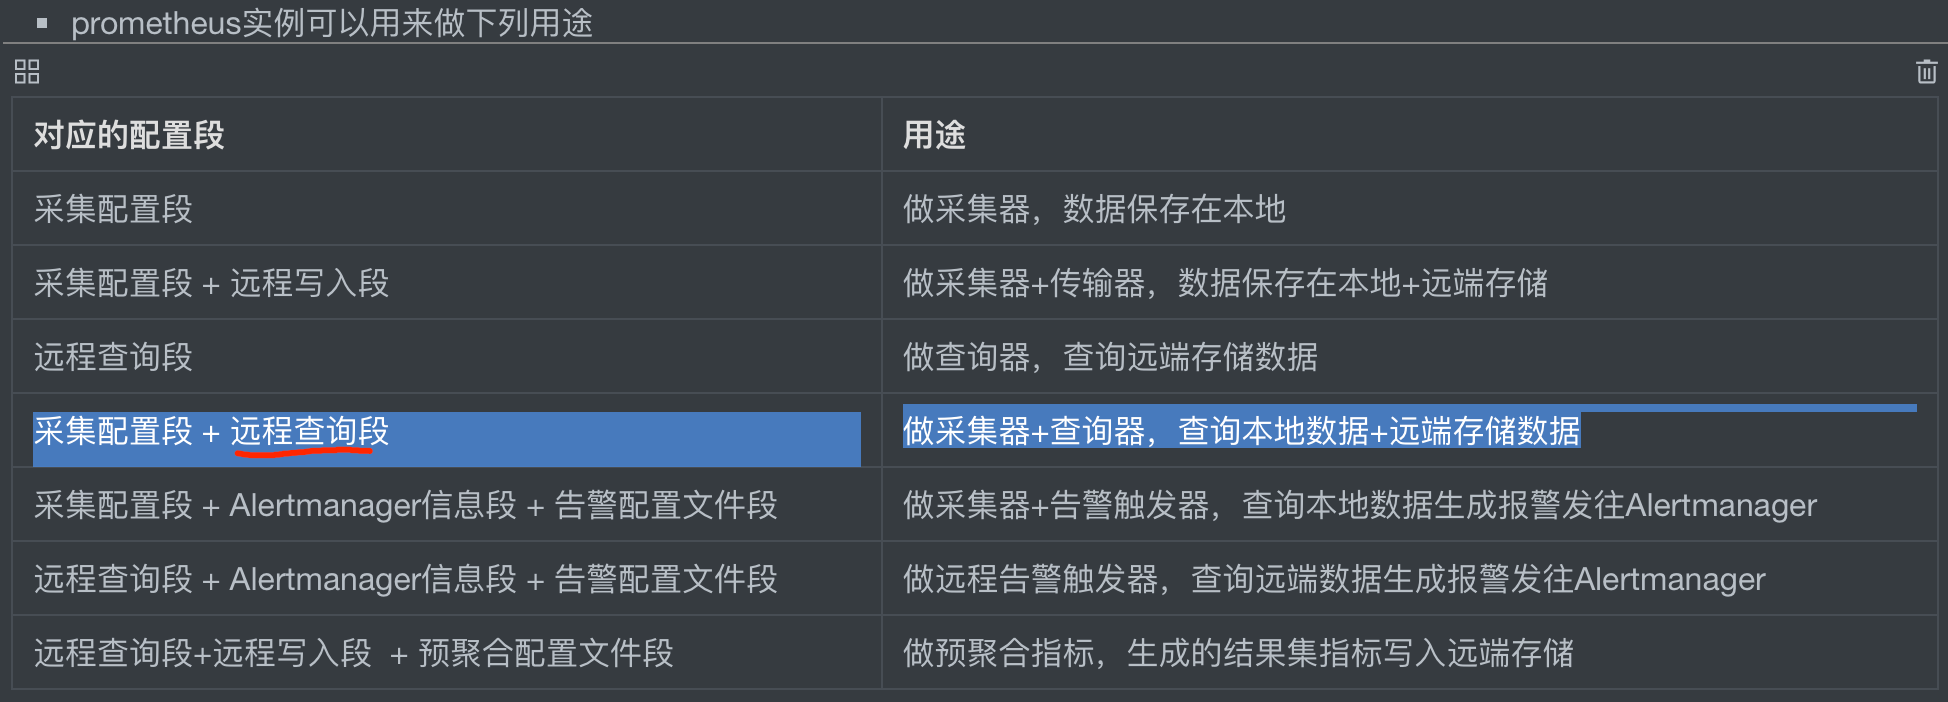 prometheus实例可以用来做下列用途
对应的配置段 用途
采集配置段 做采集器，数据保存在本地
采集配置段 + 远程写入段 做采集器+传输器，数据保存在本地+远端存储
远程查询段 做查询器，查询远端存储数据
采集配置段 + 远程查询段 做采集器+查询器，查询本地数据+远端存储数据
采集配置段 + Alertmanager信息段 + 告警配置文件段 做采集器+告警触发器，查询本地数据生成报警发往Alertmanager
远程查询段 + Alertmanager信息段 + 告警配置文件段 做远程告警触发器，查询远端数据生成报警发往Alertmanager
远程查询段+远程写入段 + 预聚合配置文件段 做预聚合指标，生成的结果集指标写入远端存储